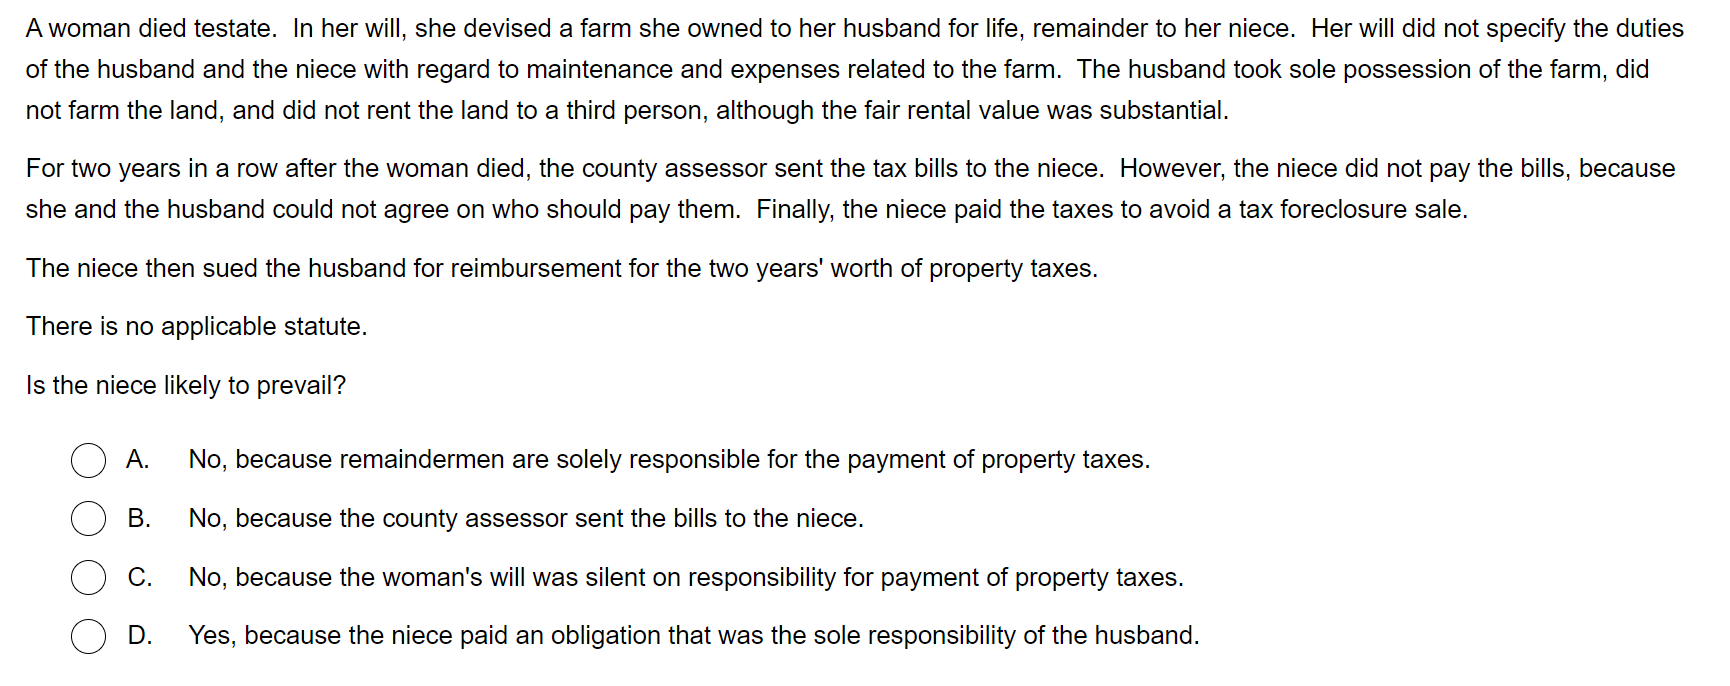 A woman died testate.  In her will, she devised a farm she owned to her husband for life, remainder to her niece.  Her will did not specify the duties
of the husband and the niece with regard to maintenance and expenses related to the farm.  The husband took sole possession of the farm, did
not farm the land, and did not rent the land to a third person, although the fair rental value was substantial.
For two years in a row after the woman died, the county assessor sent the tax bills to the niece.  However, the niece did not pay the bills, because
she and the husband could not agree on who should pay them.  Finally, the niece paid the taxes to avoid a tax foreclosure sale.
The niece then sued the husband for reimbursement for the two years' worth of property taxes.
There is no applicable statute.
Is the niece likely to prevail?
A. No, because remaindermen are solely responsible for the payment of property taxes.
B. No, because the county assessor sent the bills to the niece.
C. No, because the woman's will was silent on responsibility for payment of property taxes.
D. Yes, because the niece paid an obligation that was the sole responsibility of the husband.